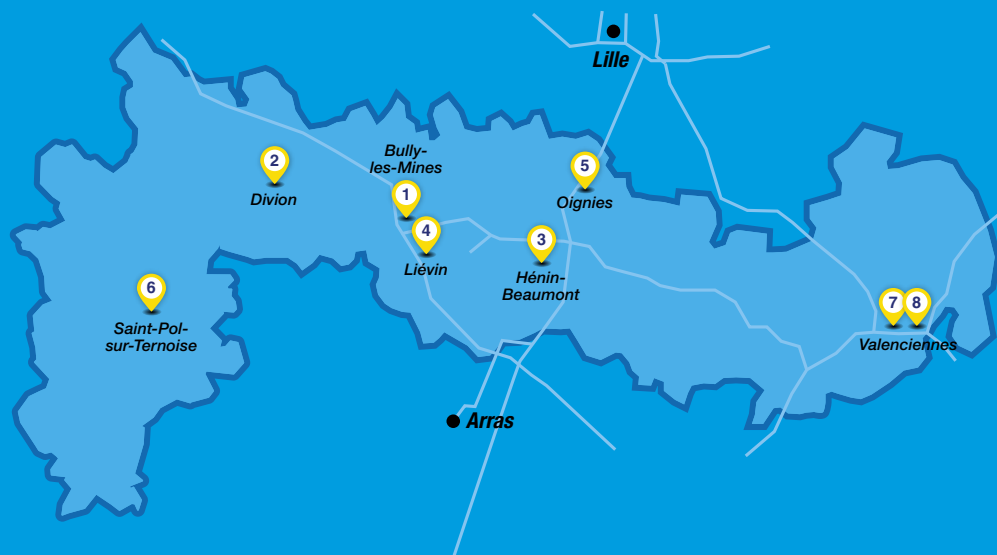 Lille
Bully-
les-Mines
2
Divion
5
Oignies
1
4
Liévin
3
Hénin-
Beaumont
6
Saint-Pol-
sur-Ternoise
7 8
Valenciennes
Arras